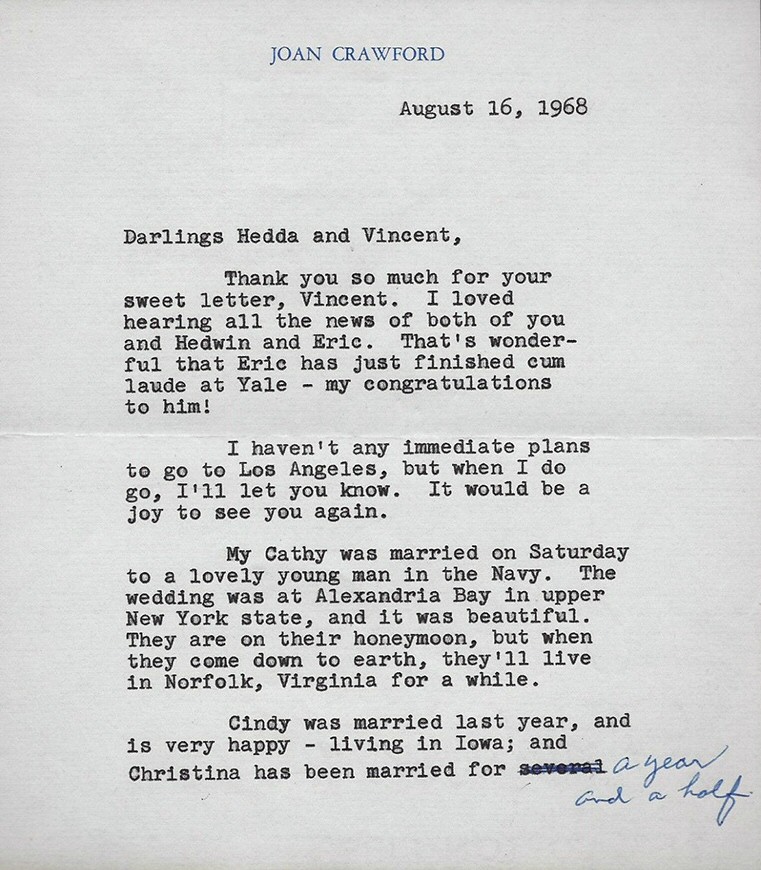 JOAN CRAWFORD
August 16, 1968
Darlings Hedda and Vincent,
Thank you so much for your
sweet letter, Vincent. I loved
hearing all the news of both of you
and Hedwin and Eric. That's wonder-
ful that Eric has just finished cum
laude at Yale - my congratulations
to him!
I haven't any immediate plans
to go to Los Angeles, but when I do
go, I'll let you know. It would be a
joy to see you again.
My Cathy was married on Saturday
to a lovely young man in the Navy. The
wedding was at Alexandria Bay in upper
New York state, and it was beautiful.
They are on their honeymoon, but when
they come down to earth, they'll live
in Norfolk, Virginia for a while.
Cindy was married last year, and
is very happy - living in Iowa; and
Christina has been married for several a year
and a half.